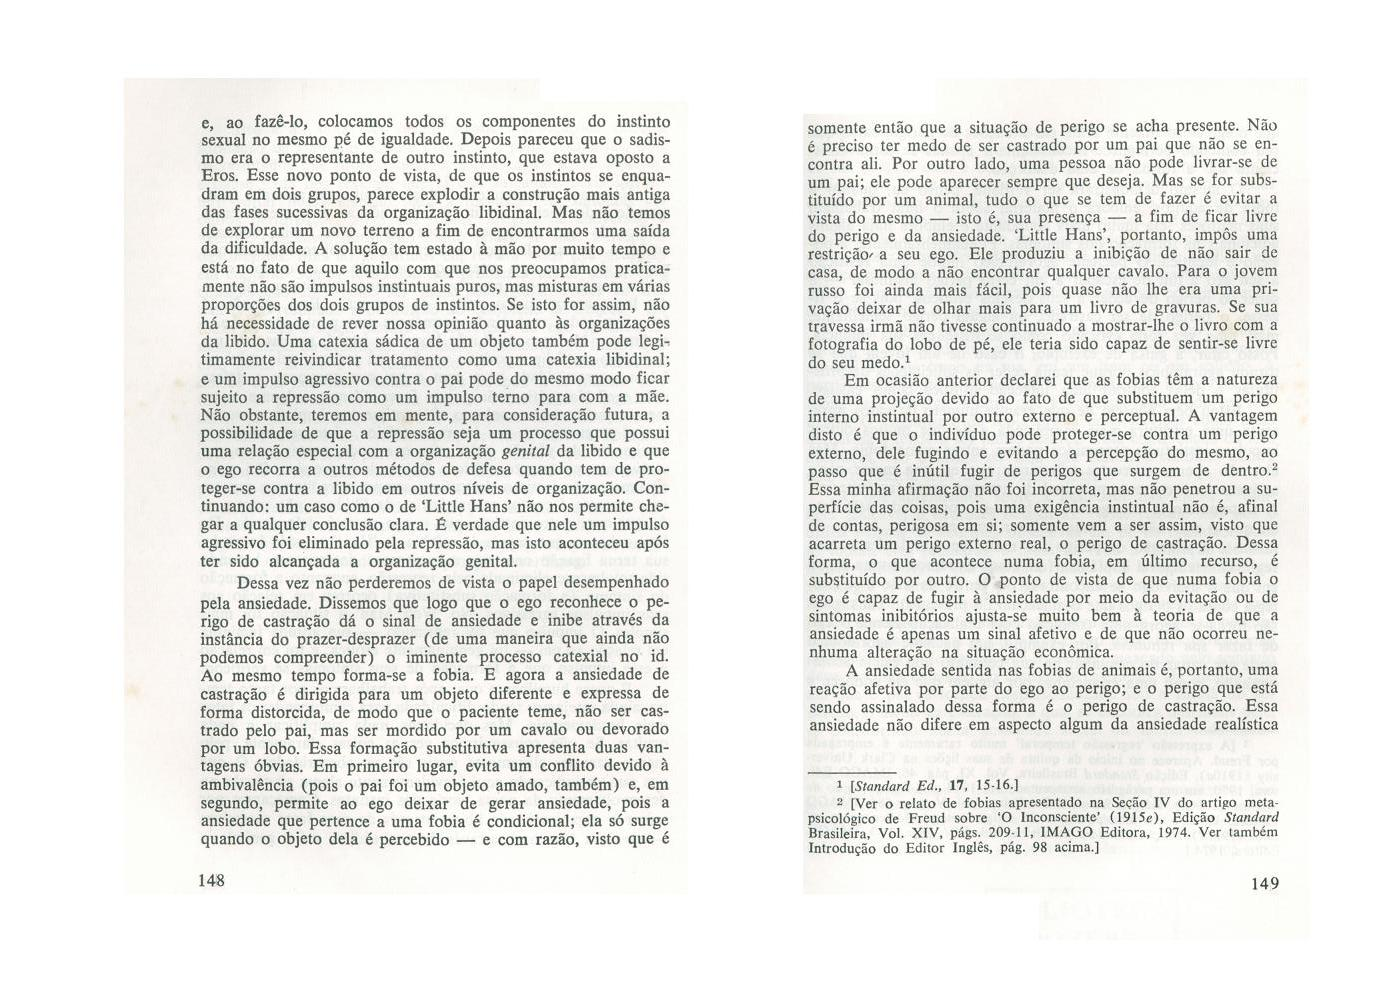 e, ao fazê-lo, colocamos todos os componentes do instinto
sexual no mesmo pé de igualdade. Depois pareceu que o sadis-
mo era o representante de outro instinto, que estava oposto a
Eros. Esse novo ponto de vista, de que os instintos se enqua-
dram em dois grupos, parece explodir a construção mais antiga
das fases sucessivas da organização libidinal. Mas não temos
de explorar um novo terreno a fim de encontrarmos uma saída
da dificuldade. A solução tem estado à mão por muito tempo e
está no fato de que aquilo com que nos preocupamos pratica-
mente não são impulsos instintuais puros, mas misturas em várias
proporções dos dois grupos de instintos. Se isto for assim, não
há necessidade de rever nossa opinião quanto às organizações
da libido. Uma catexia sádica de um objeto também pode legi-
timamente reivindicar tratamento como uma catexia libidinal;
e um impulso agressivo contra o pai pode do mesmo modo ficar
sujeito a repressão como um impulso terno para com a mãe.
Não obstante, teremos em mente, para consideração futura, a
possibilidade de que a repressão seja um processo que possui
uma relação especial com a organização genital da libido e que
o ego recorra a outros métodos de defesa quando tem de pro-
teger-se contra a libido em outros níveis de organização. Con-
tinuando: um caso como o de ‘Little Hans’ não nos permite che-
gar a qualquer conclusão clara. É verdade que nele um impulso
agressivo foi eliminado pela repressão, mas isto aconteceu após
ter sido alcançada a organização genital.
Dessa vez não perderemos de vista o papel desempenhado
pela ansiedade. Dissemos que logo que o ego reconhece o pe-
rigo de castração dá o sinal de ansiedade e inibe através da
instância do prazer-desprazer (de uma maneira que ainda não
podemos compreender) o iminente processo catexial no id.
Ao mesmo tempo forma-se a fobia. E agora a ansiedade de
castração é dirigida para um objeto diferente e expressa de
forma distorcida, de modo que o paciente teme, não ser cas-
trado pelo pai, mas ser mordido por um cavalo ou devorado
por um lobo. Essa formação substitutiva apresenta duas van-
tagens óbvias. Em primeiro lugar, evita um conflito devido à
ambivalência (pois o pai foi um objeto amado, também) e, em
segundo, permite ao ego deixar de gerar ansiedade, pois a
ansiedade que pertence a uma fobia é condicional; ela só surge
quando o objeto dela é percebido — e com razão, visto que é
148
somente então que a situação de perigo se acha presente. Não
é preciso ter medo de ser castrado por um pai que não se en-
contra ali. Por outro lado, uma pessoa não pode livrar-se de
um pai; ele pode aparecer sempre que deseja. Mas se for subs-
tituído por um animal, tudo o que se tem de fazer é evitar a
vista do mesmo — isto é, sua presença — a fim de ficar livre
do perigo e da ansiedade. ‘Little Hans’, portanto, impôs uma
restrição a seu ego. Ele produziu a inibição de não sair de
casa, de modo a não encontrar qualquer cavalo. Para o jovem
russo foi ainda mais fácil, pois quase não lhe era uma pri-
vação deixar de olhar mais para um livro de gravuras. Se sua
travessa irmã não tivesse continuado a mostrar-lhe o livro com a
fotografia do lobo de pé, ele teria sido capaz de sentir-se livre
do seu medo.¹
Em ocasião anterior declarei que as fobias têm a natureza
de uma projeção devido ao fato de que substituem um perigo
interno instintual por outro externo e perceptual. A vantagem
disto é que o indivíduo pode proteger-se contra um perigo
externo, dele fugindo e evitando a percepção do mesmo, ao
passo que é inútil fugir de perigos que surgem de dentro.²
Essa minha afirmação não foi incorreta, mas não penetrou a su-
perfície das coisas, pois uma exigência instintual não é, afinal
de contas, perigosa em si; somente vem a ser assim, visto que
acarreta um perigo externo real, o perigo de castração. Dessa
forma, o que acontece numa fobia, em último recurso, é
substituído por outro. O ponto de vista de que numa fobia o
ego é capaz de fugir à ansiedade por meio da evitação ou de
sintomas inibitórios ajusta-se muito bem à teoria de que a
ansiedade é apenas um sinal afetivo e de que não ocorreu ne-
nhuma alteração na situação econômica.
A ansiedade sentida nas fobias de animais é, portanto, uma
reação afetiva por parte do ego ao perigo; e o perigo que está
sendo assinalado dessa forma é o perigo de castração. Essa
ansiedade não difere em aspecto algum da ansiedade realística
1 [Standard Ed., 17, 15-16.]
2 [Ver o relato de fobias apresentado na Seção IV do artigo meta-
psicológico de Freud sobre ‘O Inconsciente’ (1915e), Edição Standard
Brasileira, Vol. XIV, págs. 209-11, IMAGO Editora, 1974. Ver também
Introdução do Editor Inglês, pág. 98 acima.]
149